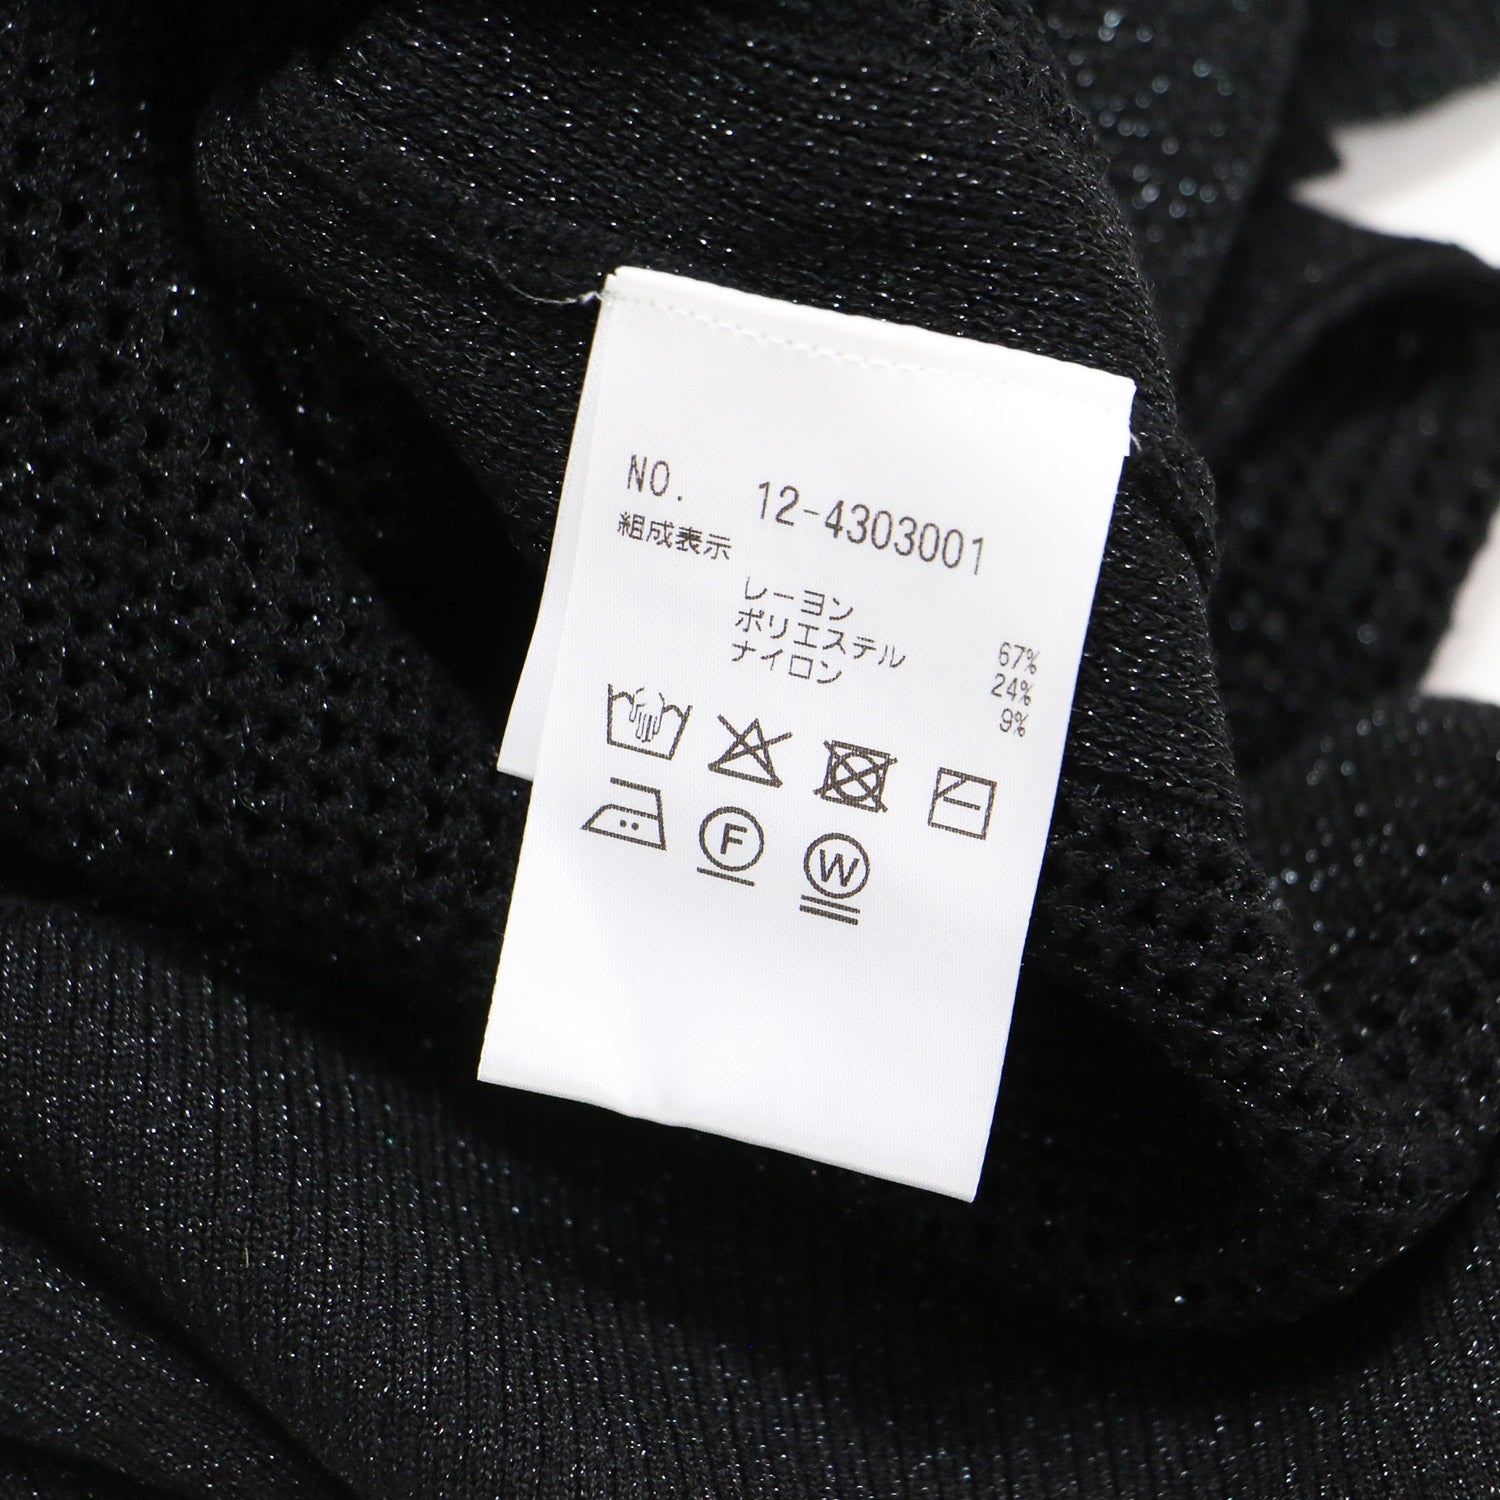 NO. 12-4303001
組成表示
レーヨン 67%
ポリエステル 24%
ナイロン 9%
F
W